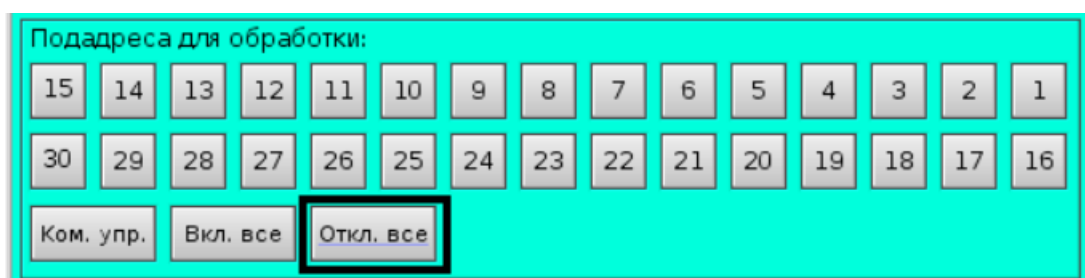 Подадреса для обработки:
15 14 13 12 11 10 9 8 7 6 5 4 3 2 1
30 29 28 27 26 25 24 23 22 21 20 19 18 17 16
Ком. упр. Вкл. все Откл. все